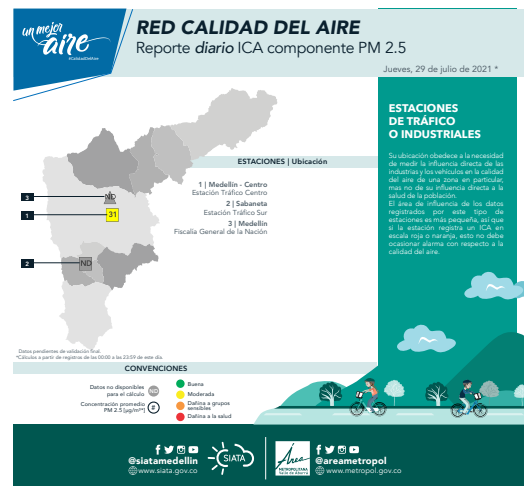 un mejor
aire
#CalidadDelAire
RED CALIDAD DEL AIRE
Reporte diario ICA componente PM 2.5
Jueves, 29 de julio de 2021 *
ESTACIONES
DE TRÁFICO
O INDUSTRIALES
Su ubicación obedece a la necesidad
de medir la influencia directa de las
industrias y los vehículos en la calidad
del aire de una zona en particular,
mas no de su influencia directa a la
salud de la población.
El área de influencia de los datos
registrados por este tipo de
estaciones es más pequeña, así que
si la estación registra un ICA en
escala roja o naranja, esto no debe
ocasionar alarma con respecto a la
calidad del aire.
ESTACIONES | Ubicación
1 | Medellín - Centro
Estación Tráfico Centro
2 | Sabaneta
Estación Tráfico Sur
3 | Medellín
Fiscalía General de la Nación
3
ND
1
31
2
ND
Datos pendientes de validación final.
*Cálculos a partir de registros de las 00:00 a las 23:59 de este día.
CONVENCIONES
Datos no disponibles
para el cálculo
ND
Concentración promedio
PM 2.5 [µg/m³]
#
Buena
Moderada
Dañina a grupos
sensibles
Dañina a la salud
@siatamedellin
www.siata.gov.co
SIATA
Área
METROPOLITANA
Valle de Aburrá
@areametropol
www.metropol.gov.co